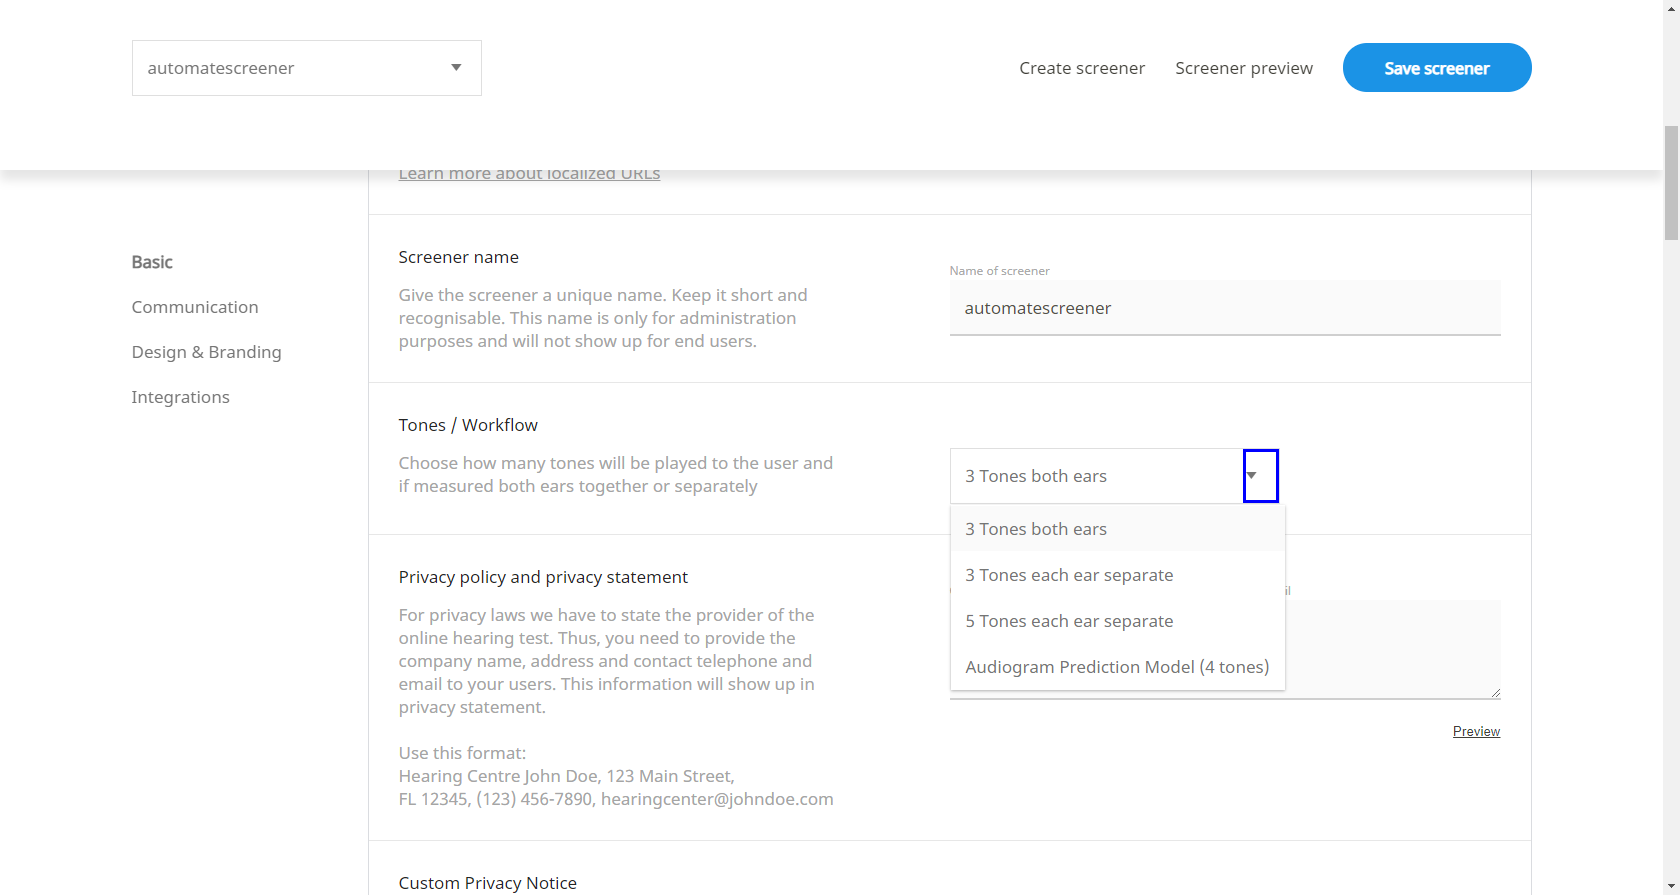 automatescreener
Create screener
Screener preview
Save screener
Learn more about localized URLs
Basic
Communication
Design & Branding
Integrations
Screener name
Give the screener a unique name. Keep it short and
recognisable. This name is only for administration
purposes and will not show up for end users.
Name of screener
automatescreener
Tones / Workflow
Choose how many tones will be played to the user and
if measured both ears together or separately
3 Tones both ears
3 Tones both ears
3 Tones each ear separate
5 Tones each ear separate
Audiogram Prediction Model (4 tones)
Privacy policy and privacy statement
For privacy laws we have to state the provider of the
online hearing test. Thus, you need to provide the
company name, address and contact telephone and
email to your users. This information will show up in
privacy statement.
Use this format:
Hearing Centre John Doe, 123 Main Street,
FL 12345, (123) 456-7890, hearingcenter@johndoe.com
Preview
Custom Privacy Notice